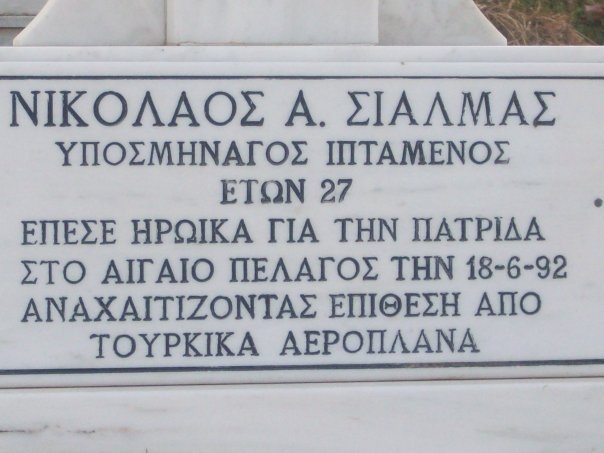 ΝΙΚΟΛΑΟΣ Α. ΣΙΑΛΜΑΣ
ΥΠΟΣΜΗΝΑΓΟΣ ΙΠΤΑΜΕΝΟΣ
ΕΤΩΝ 27
ΕΠΕΣΕ ΗΡΩΙΚΑ ΓΙΑ ΤΗΝ ΠΑΤΡΙΔΑ
ΣΤΟ ΑΙΓΑΙΟ ΠΕΛΑΓΟΣ ΤΗΝ 18-6-92
ΑΝΑΧΑΙΤΙΖΟΝΤΑΣ ΕΠΙΘΕΣΗ ΑΠΟ
ΤΟΥΡΚΙΚΑ ΑΕΡΟΠΛΑΝΑ